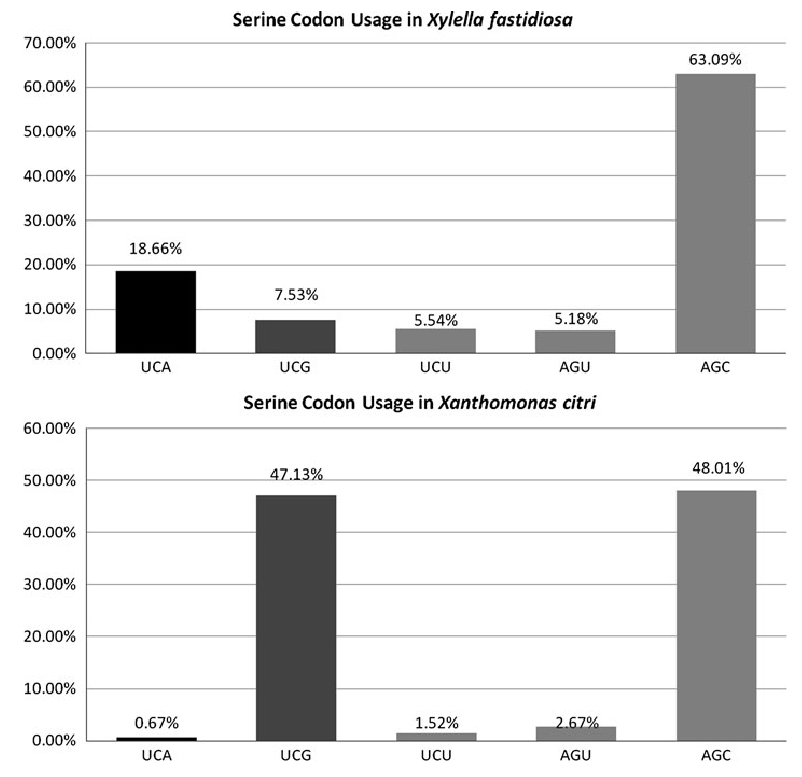 Serine Codon Usage in Xylella fastidiosa
70.00%
60.00%
50.00%
40.00%
30.00%
20.00%
10.00%
0.00%
18.66%
7.53%
5.54%
5.18%
63.09%
UCA
UCG
UCU
AGU
AGC
Serine Codon Usage in Xanthomonas citri
60.00%
50.00%
40.00%
30.00%
20.00%
10.00%
0.00%
0.67%
47.13%
1.52%
2.67%
48.01%
UCA
UCG
UCU
AGU
AGC